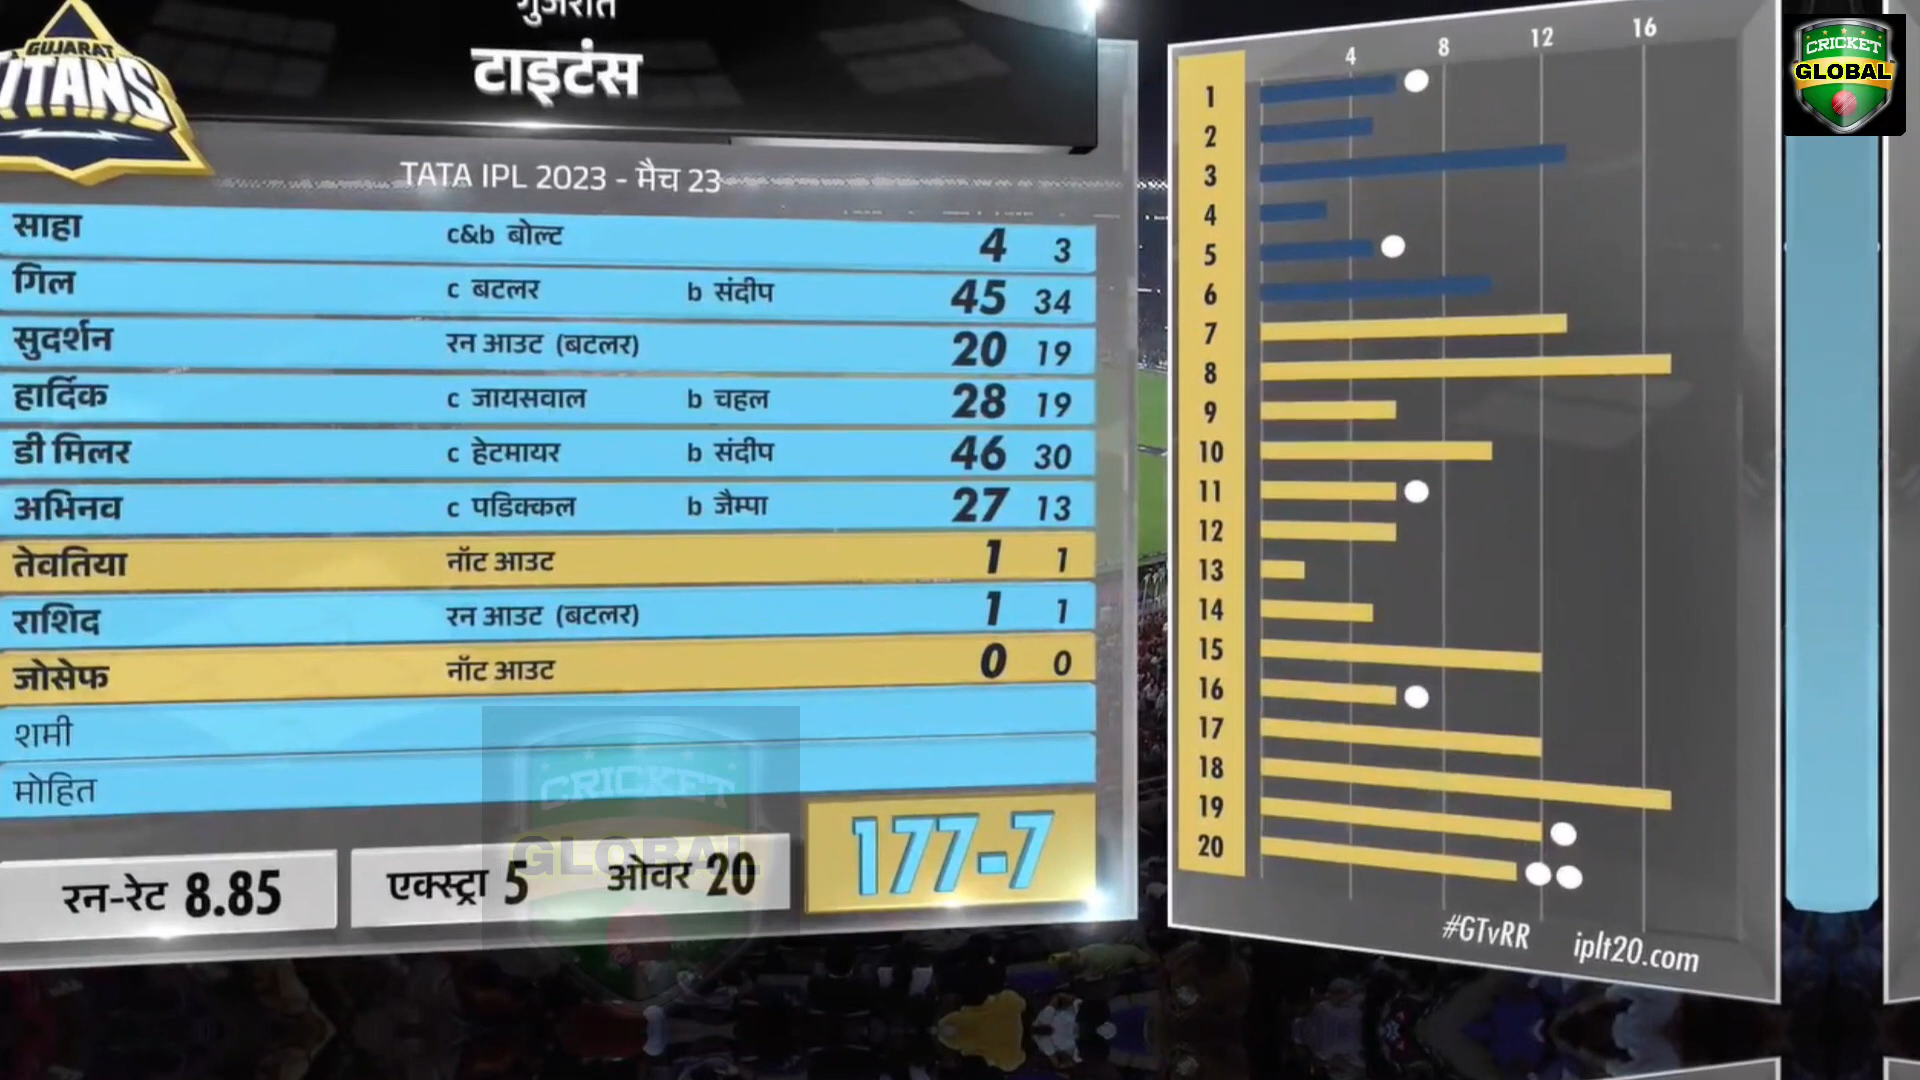 गुजरात
टाइटंस
GUJARAT
TITANS
TATA IPL 2023 - मैच 23
साहा c&b बोल्ट 4 3
गिल c बटलर b संदीप 45 34
सुदर्शन रन आउट (बटलर) 20 19
हार्दिक c जायसवाल b चहल 28 19
डी मिलर c हेटमायर b संदीप 46 30
अभिनव c पडिक्कल b जैम्पा 27 13
तेवतिया नॉट आउट 1 1
राशिद रन आउट (बटलर) 1 1
जोसेफ नॉट आउट 0 0
शमी
मोहित
रन-रेट 8.85 एक्स्ट्रा 5 ओवर 20 177-7
CRICKET
GLOBAL
4 8 12 16
1
2
3
4
5
6
7
8
9
10
11
12
13
14
15
16
17
18
19
20
#GTvRR iplt20.com
CRICKET
GLOBAL